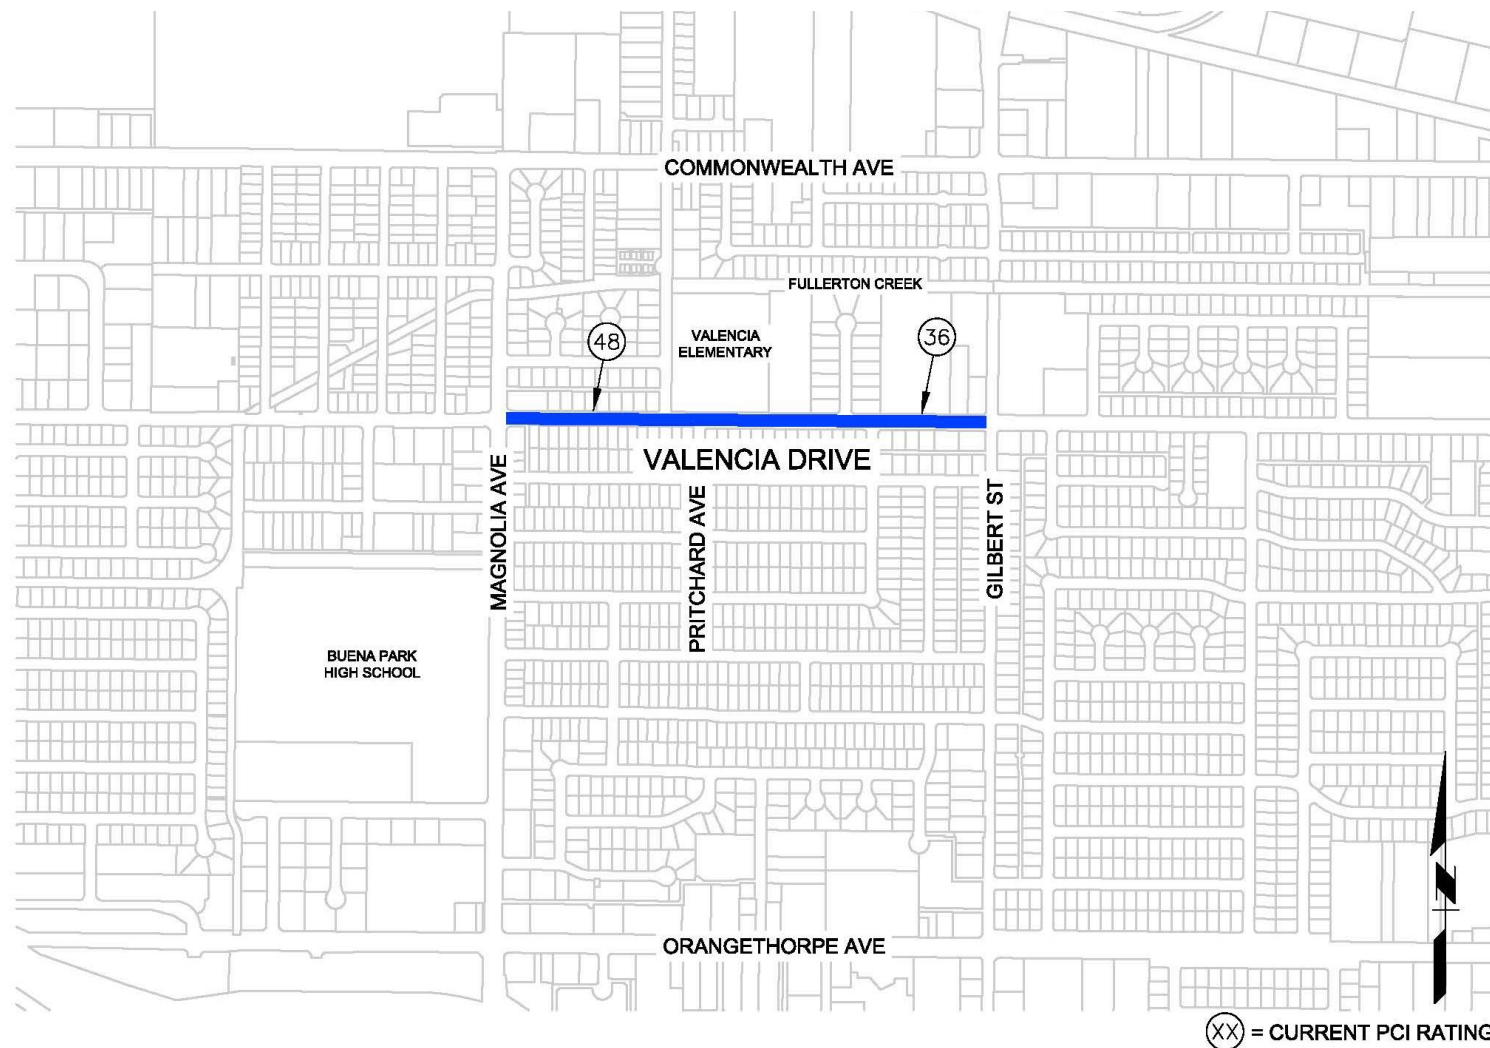 COMMONWEALTH AVE
FULLERTON CREEK
VALENCIA
ELEMENTARY
48
36
VALENCIA DRIVE
MAGNOLIA AVE
PRITCHARD AVE
GILBERT ST
BUENA PARK
HIGH SCHOOL
ORANGETHORPE AVE
N
XX = CURRENT PCI RATING